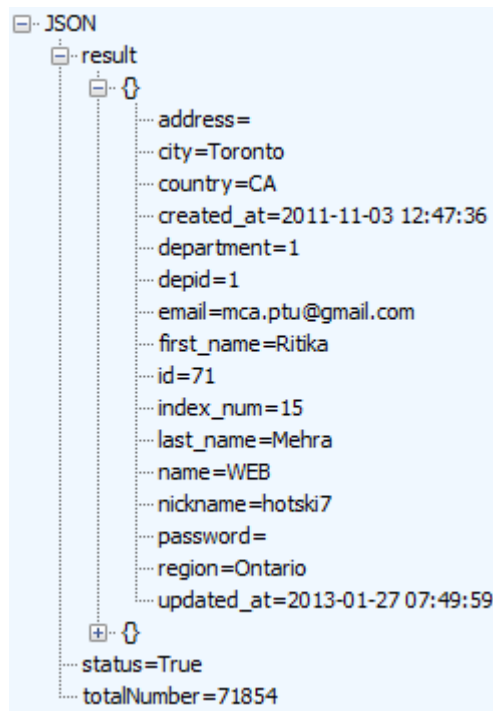 JSON
result
{}
address=
city=Toronto
country=CA
created_at=2011-11-03 12:47:36
department=1
depid=1
email=mca.ptu@gmail.com
first_name=Ritika
id=71
index_num=15
last_name=Mehra
name=WEB
nickname=hotski7
password=
region=Ontario
updated_at=2013-01-27 07:49:59
{}
status=True
totalNumber=71854